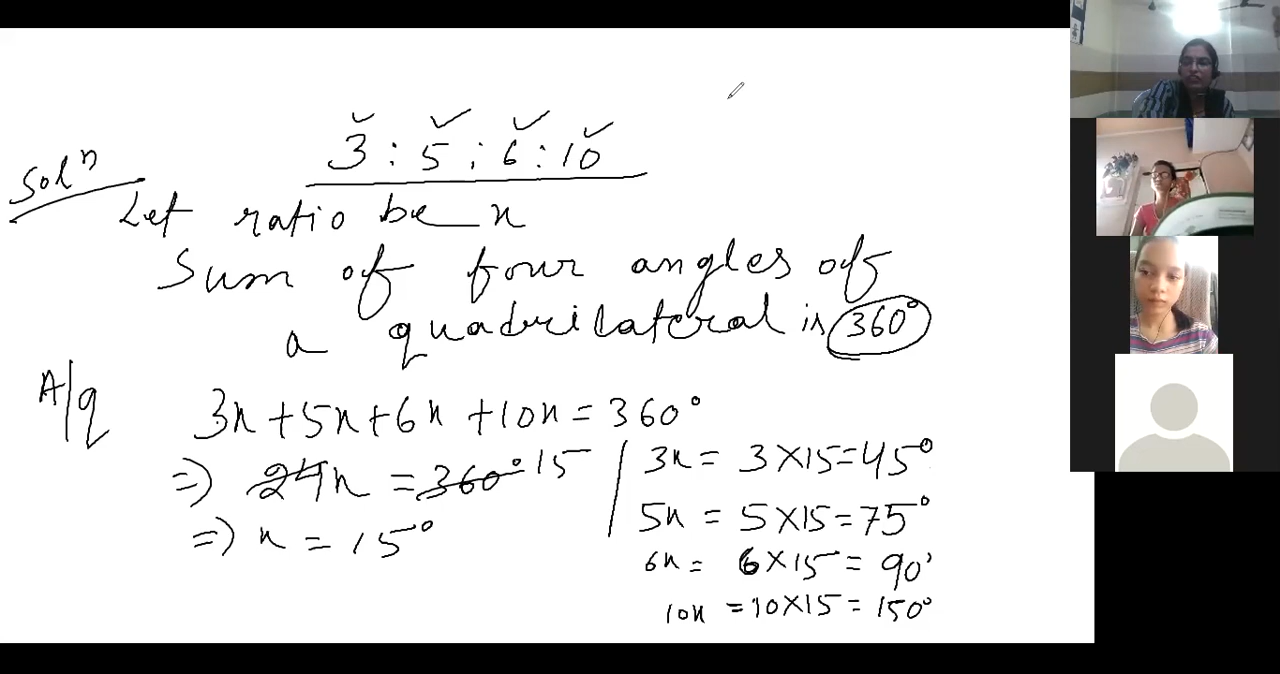 3 : 5 : 6 : 10
Solⁿ
Let ratio be x
Sum of four angles of
a quadrilateral is 360°
A/q
3x + 5x + 6x + 10x = 360°
=> 24x = 360° 15
=> x = 15°
3x = 3 × 15 = 45°
5x = 5 × 15 = 75°
6x = 6 × 15 = 90°
10x = 10 × 15 = 150°